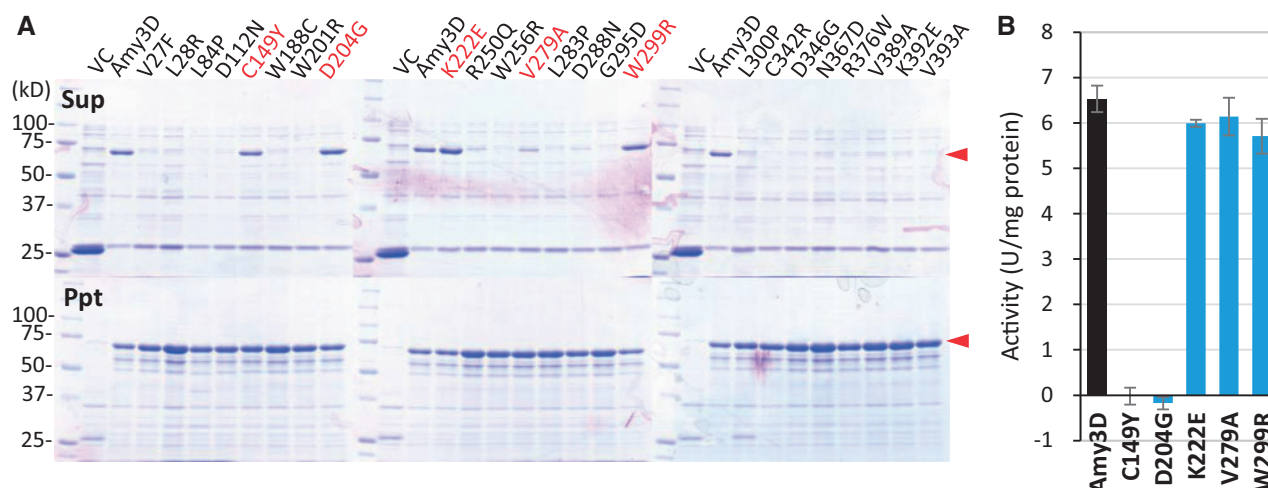 A
VC Amy3D V27F L28R L84P D112N C149Y W188C W201R D204G
VC Amy3D K222E R250Q W256R V279A L283P D288N G295D W299R
VC Amy3D L300P C342R D346G N367D R376W V389A K392E V393A
(kD)
Sup
100-
75-
50-
37-
25-
Ppt
100-
75-
50-
37-
25-
B
Activity (U/mg protein)
8
7
6
5
4
3
2
1
0
-1
Amy3D C149Y D204G K222E V279A W299R